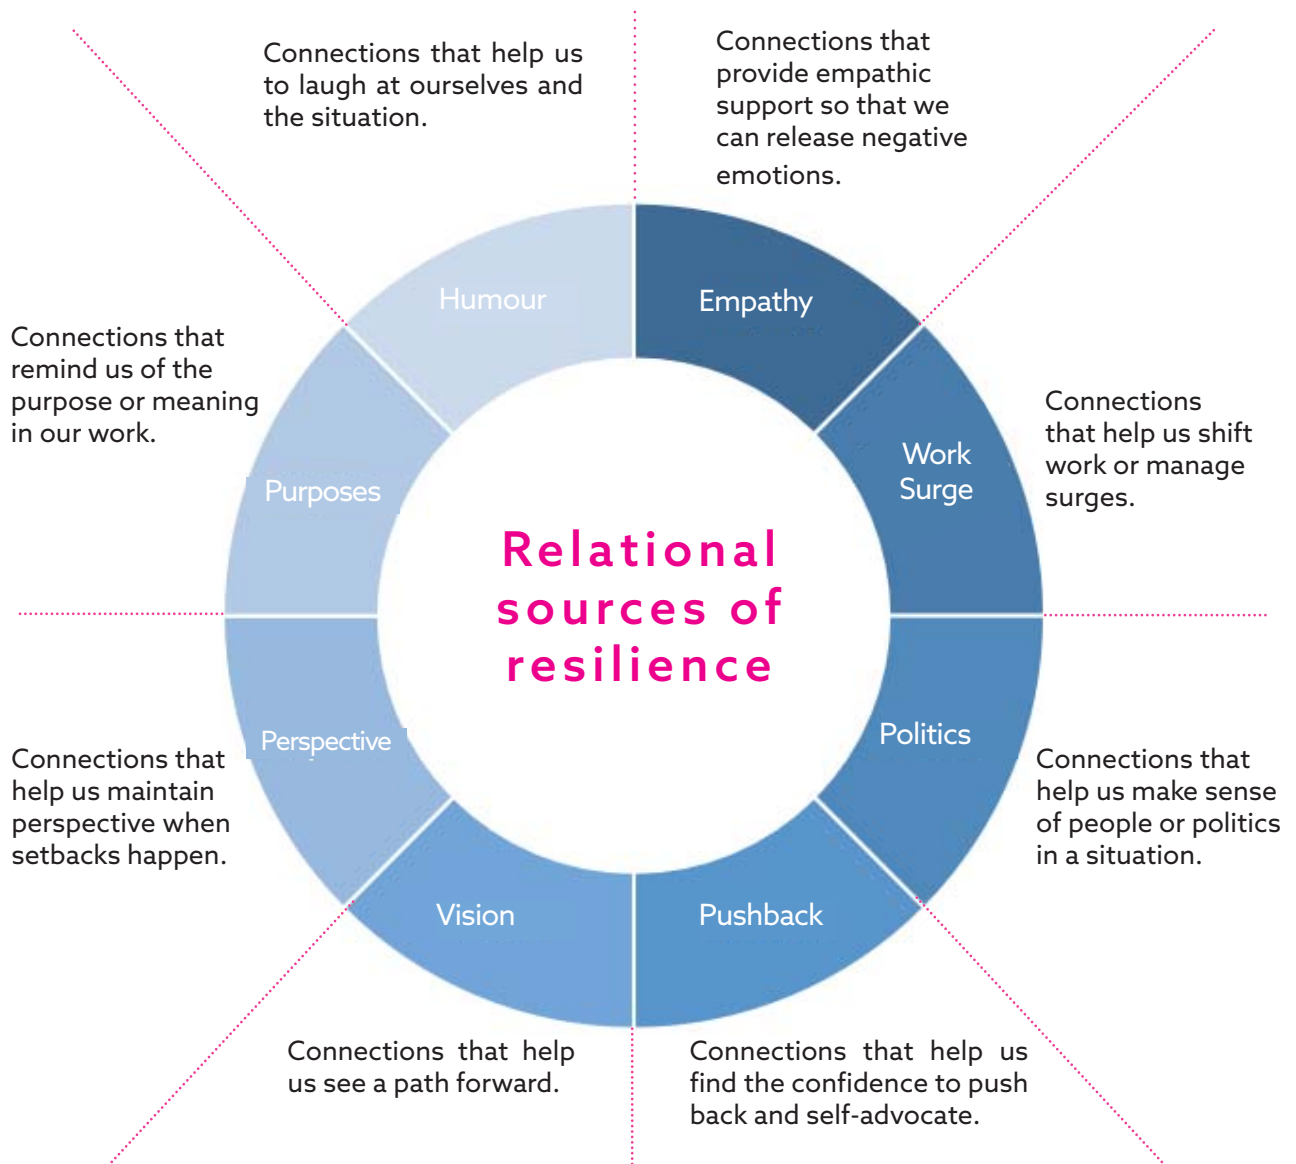 Connections that help us
to laugh at ourselves and
the situation.
Connections that
provide empathic
support so that we
can release negative
emotions.
Humour
Empathy
Connections that
remind us of the
purpose or meaning
in our work.
Connections
that help us shift
work or manage
surges.
Purposes
Work
Surge
Relational
sources of
resilience
Perspective
Politics
Connections that
help us maintain
perspective when
setbacks happen.
Connections that
help us make sense
of people or politics
in a situation.
Vision
Pushback
Connections that help
us see a path forward.
Connections that help us
find the confidence to push
back and self-advocate.